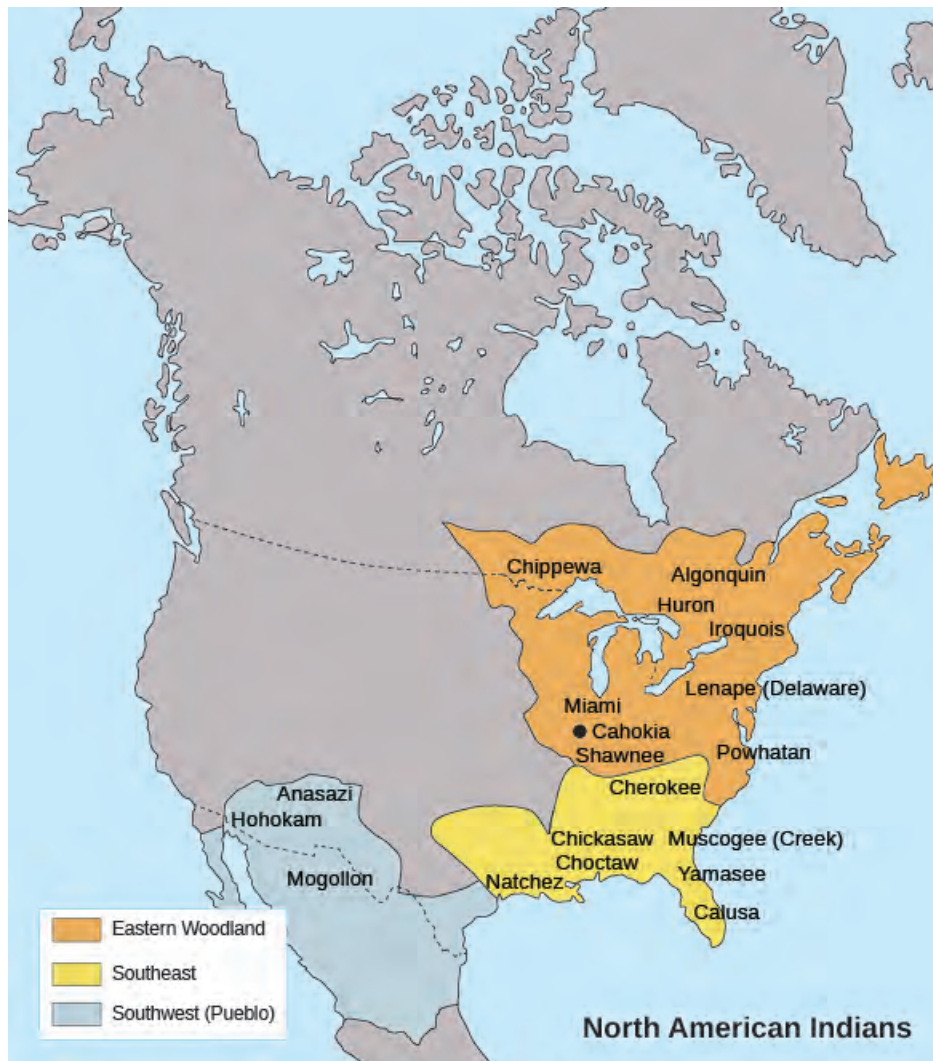 Chippewa
Algonquin
Huron
Iroquois
Lenape (Delaware)
Miami
Cahokia
Shawnee
Powhatan
Cherokee
Anasazi
Hohokam
Chickasaw
Muscogee (Creek)
Choctaw
Mogollon
Natchez
Yamasee
Calusa
Eastern Woodland
Southeast
Southwest (Pueblo)
North American Indians